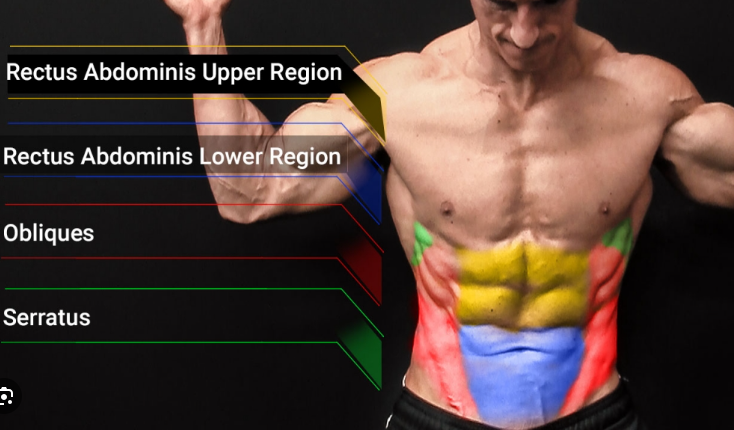 Rectus Abdominis Upper Region
Rectus Abdominis Lower Region
Obliques
Serratus